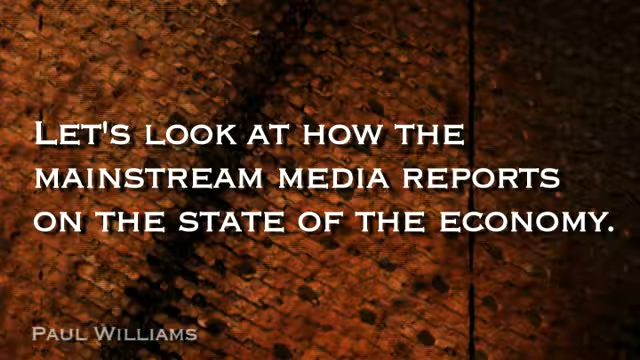 Let's look at how the
mainstream media reports
on the state of the economy.
Paul Williams